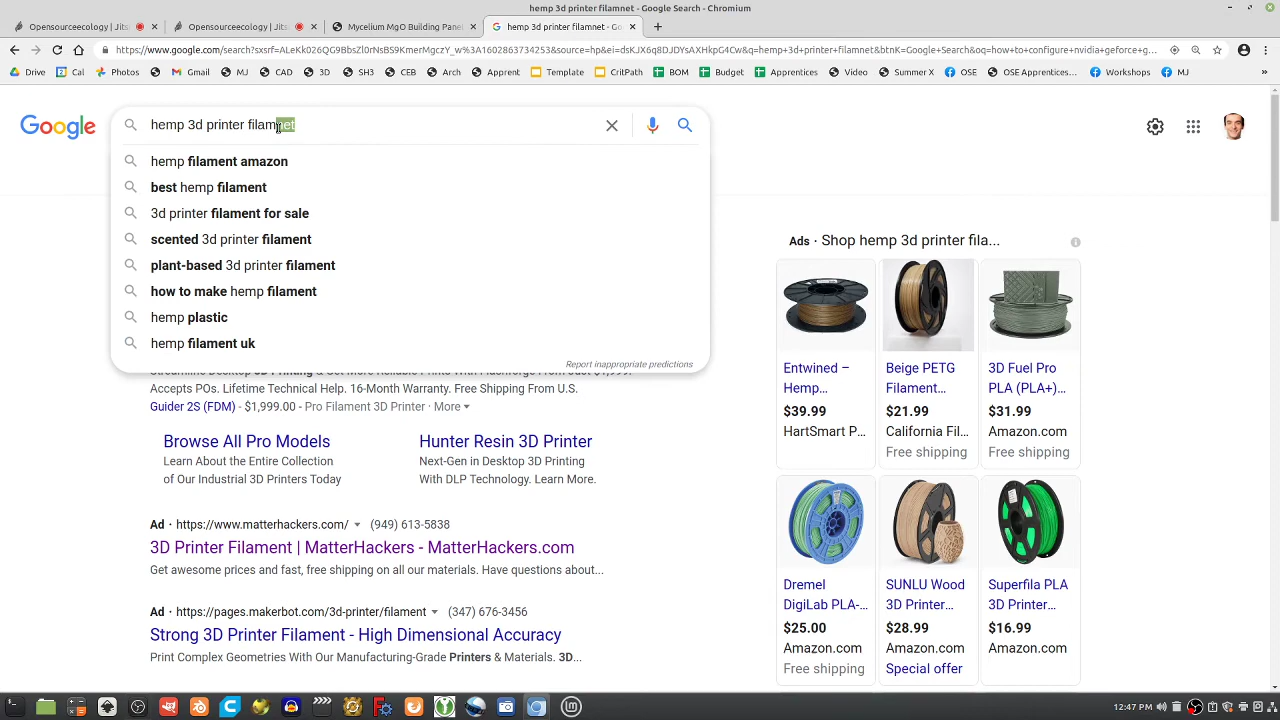 hemp 3d printer filamnet - Google Search - Chromium
Opensourceecology | Jits
Opensourceecology | Jits
Mycelium MgO Building Panel
hemp 3d printer filamnet - Go
https://www.google.com/search?sxsrf=ALeKk026QG9BbsZl0rNsBS9KmerMgczY_w%3A1602863734253&source=hp&ei=dsKJX6q8DJDYsAXHkpG4Cw&q=hemp+3d+printer+filamnet&btnK=Google+Search&oq=how+to+configure+nvidia+geforce+g...
Drive
Cal
Photos
Gmail
MJ
CAD
3D
SH3
CEB
Arch
Apprent
Template
CritPath
BOM
Budget
Apprentices
Video
Summer X
OSE
OSE Apprentices...
Workshops
MJ
»
Google
hemp 3d printer filamnet
hemp filament amazon
best hemp filament
3d printer filament for sale
scented 3d printer filament
plant-based 3d printer filament
how to make hemp filament
hemp plastic
hemp filament uk
Report inappropriate predictions
Accepts POs. Lifetime Technical Help. 16-Month Warranty. Free Shipping From U.S.
Guider 2S (FDM) - $1,999.00 - Pro Filament 3D Printer · More
Browse All Pro Models
Learn About the Entire Collection
of Our Industrial 3D Printers Today
Hunter Resin 3D Printer
Next-Gen in Desktop 3D Printing
With DLP Technology. Learn More.
Ad · https://www.matterhackers.com/ (949) 613-5838
3D Printer Filament | MatterHackers - MatterHackers.com
Get awesome prices and fast, free shipping on all our materials. Have questions about...
Ad · https://pages.makerbot.com/3d-printer/filament (347) 676-3456
Strong 3D Printer Filament - High Dimensional Accuracy
Print Complex Geometries With Our Manufacturing-Grade Printers & Materials. 3D...
Ads · Shop hemp 3d printer fila...
Entwined –
Hemp...
$39.99
HartSmart P...
Beige PETG
Filament...
$21.99
California Fil...
Free shipping
3D Fuel Pro
PLA (PLA+)...
$31.99
Amazon.com
Free shipping
Dremel
DigiLab PLA-...
$25.00
Amazon.com
Free shipping
SUNLU Wood
3D Printer...
$28.99
Amazon.com
Special offer
Superfila PLA
3D Printer...
$16.99
Amazon.com
12:47 PM